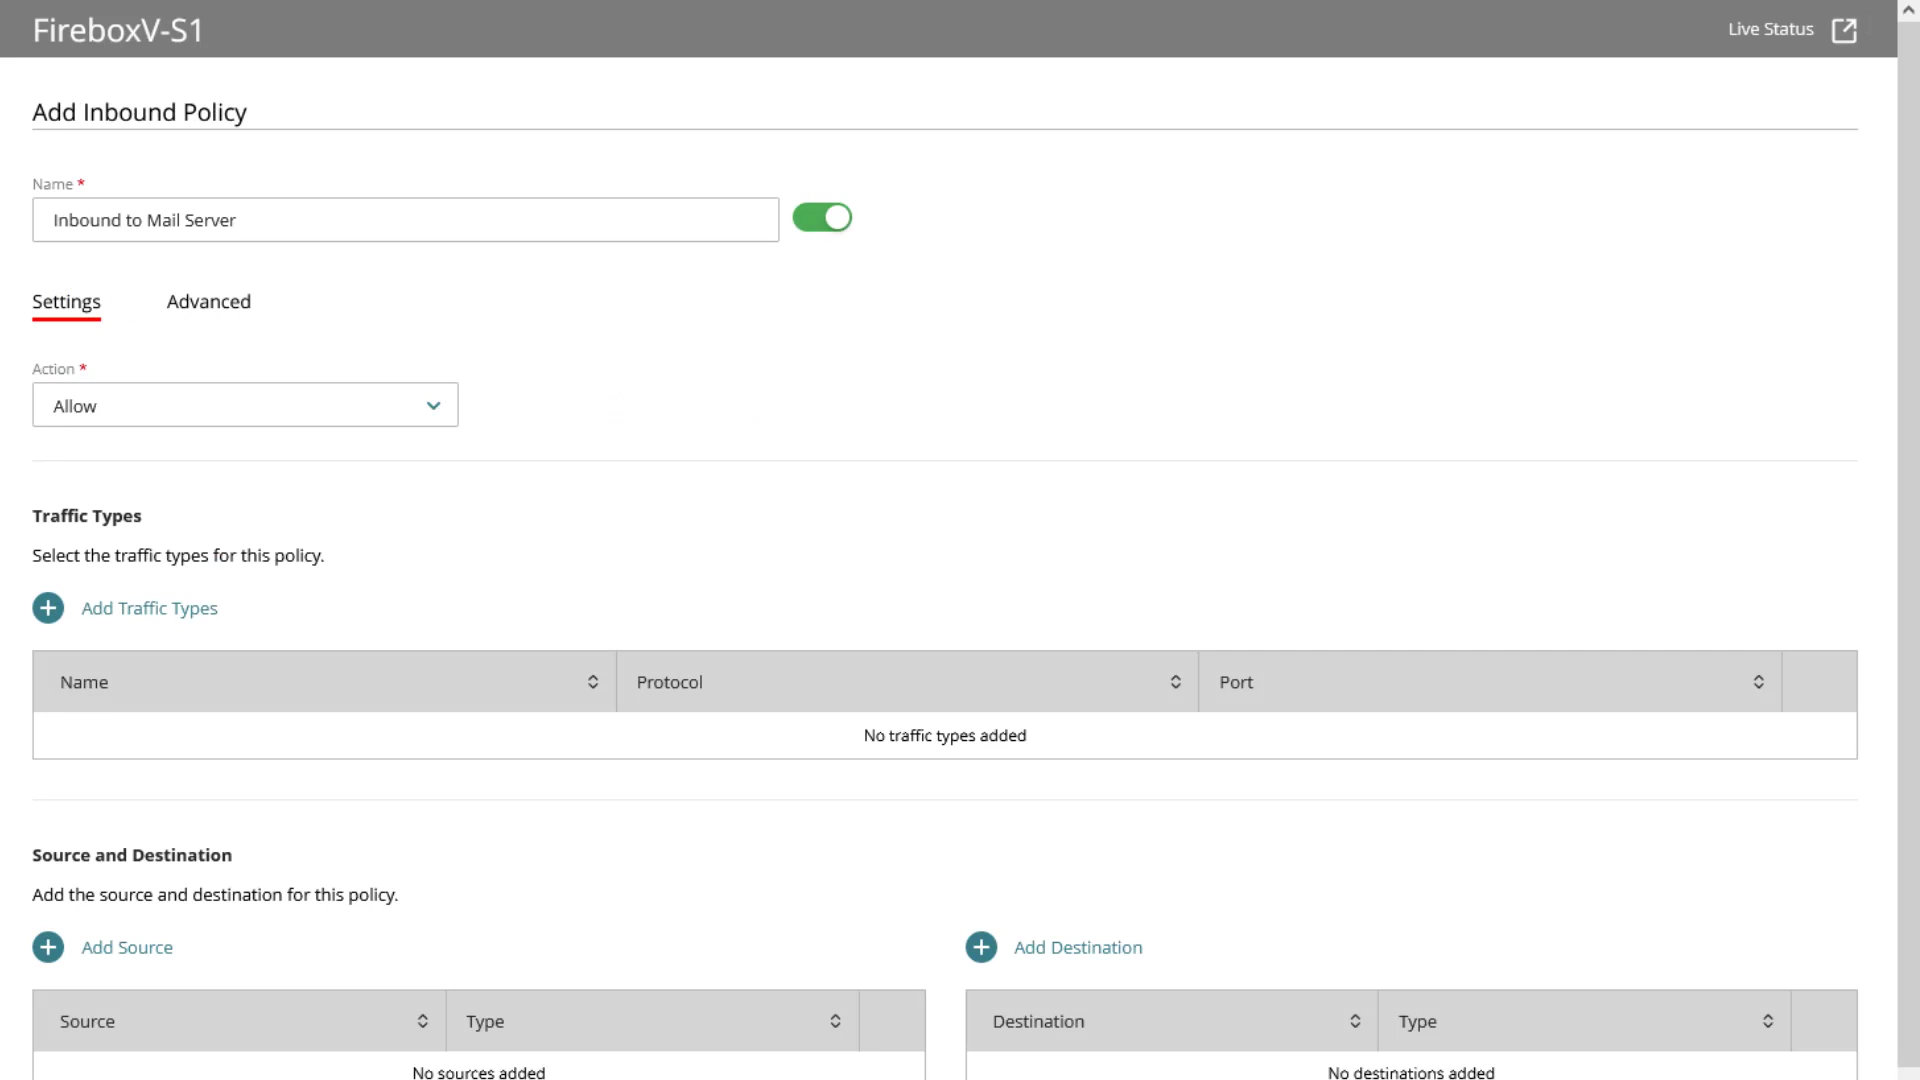 FireboxV-S1
Live Status
Add Inbound Policy
Name *
Inbound to Mail Server
Settings Advanced
Action *
Allow
Traffic Types
Select the traffic types for this policy.
Add Traffic Types
Name Protocol Port
No traffic types added
Source and Destination
Add the source and destination for this policy.
Add Source Add Destination
Source Type Destination Type
No sources added No destinations added